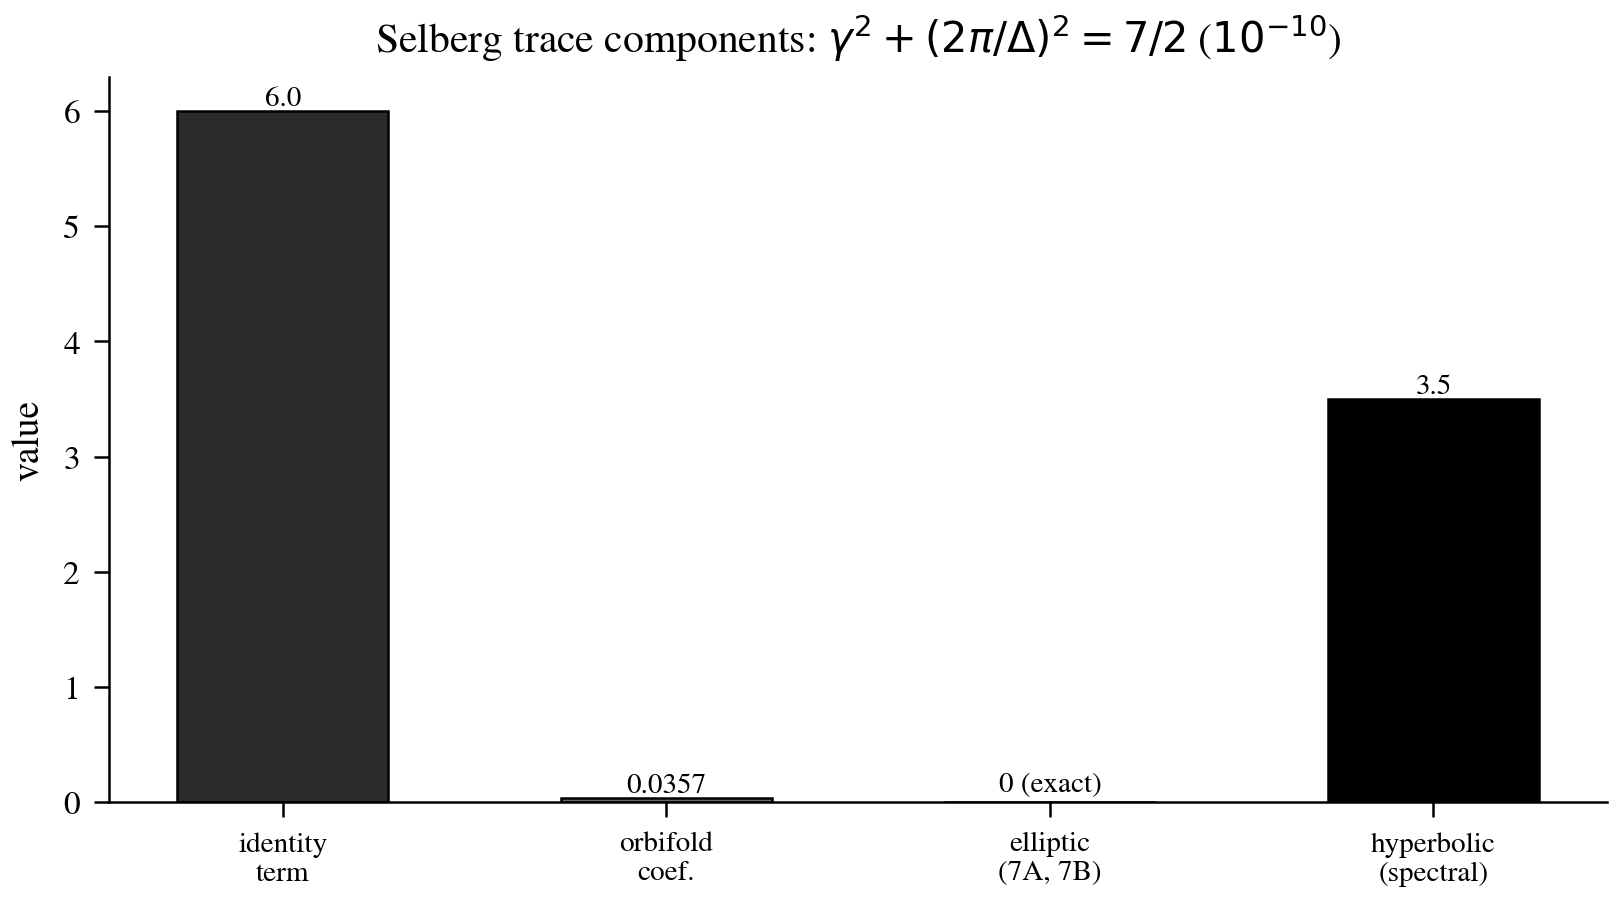 Selberg trace components: γ² + (2π/Δ)² = 7/2 (10⁻¹⁰)
value
6
5
4
3
2
1
0
6.0
0.0357
0 (exact)
3.5
identity
term
orbifold
coef.
elliptic
(7A, 7B)
hyperbolic
(spectral)